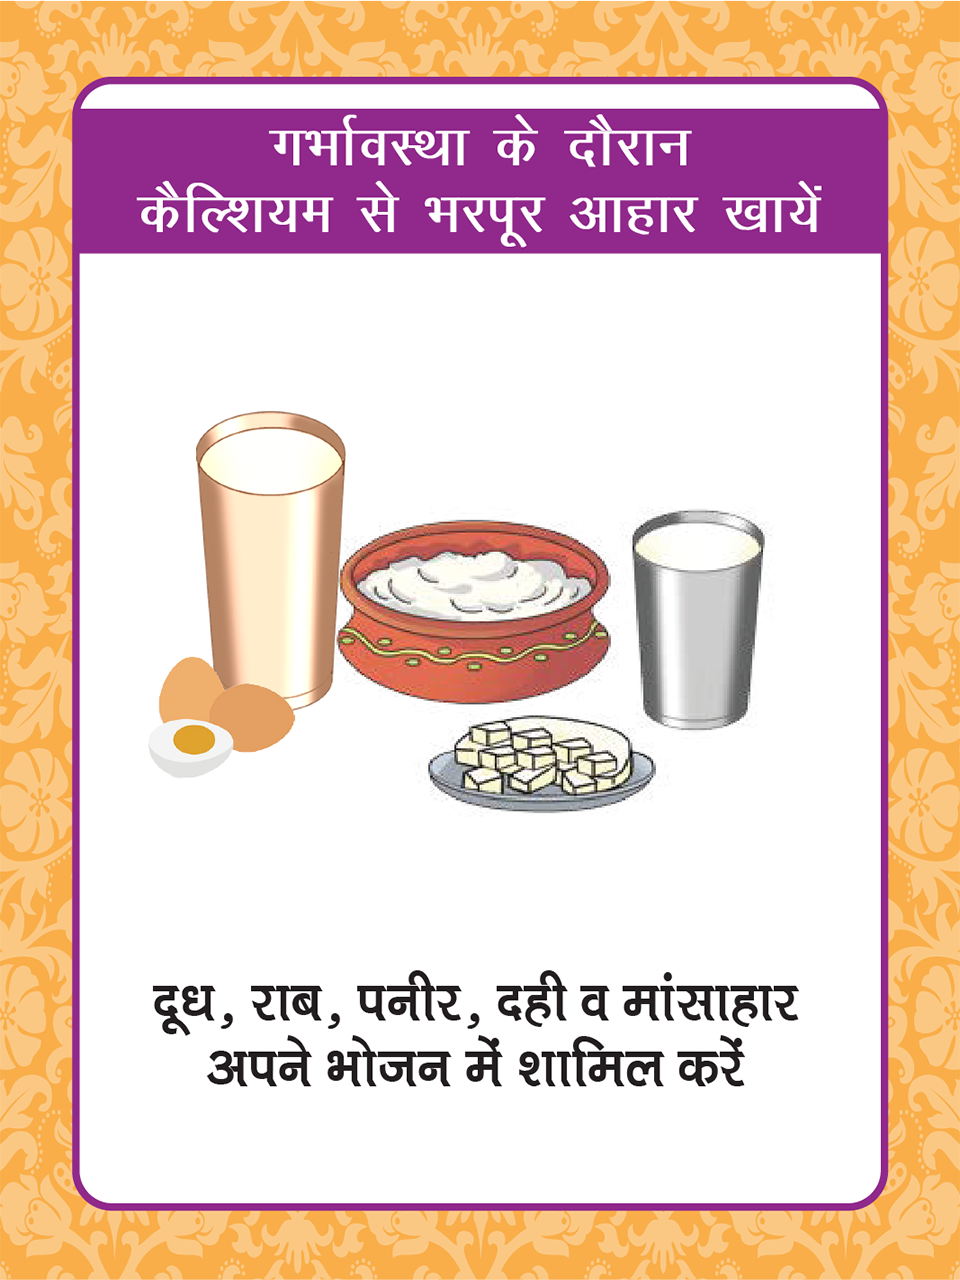 गर्भावस्था के दौरान
कैल्शियम से भरपूर आहार खायें
दूध, राब, पनीर, दही व मांसाहार
अपने भोजन में शामिल करें